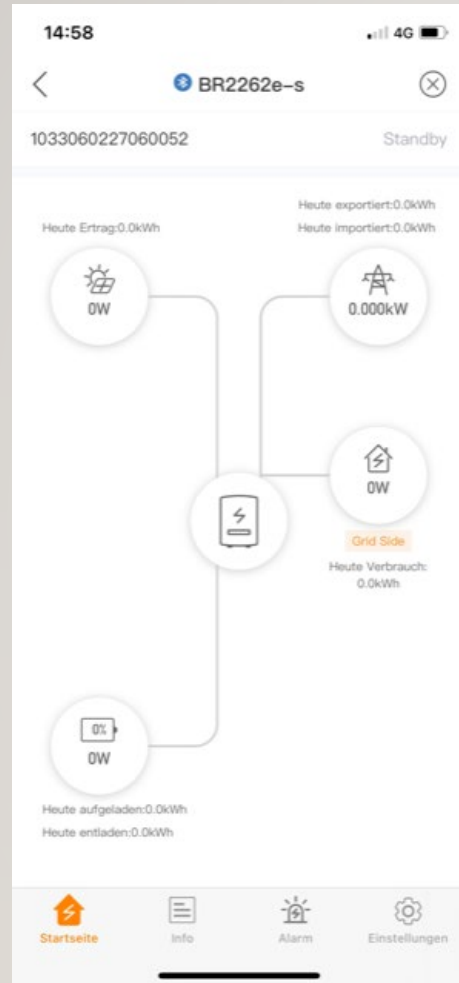 14:58
4G
BR2262e-s
1033060227060052
Standby
Heute exportiert:0.0kWh
Heute Ertrag:0.0kWh
Heute importiert:0.0kWh
0W
0.000kW
0W
Grid Side
Heute Verbrauch:
0.0kWh
0%
0W
Heute aufgeladen:0.0kWh
Heute entladen:0.0kWh
Startseite
Info
Alarm
Einstellungen